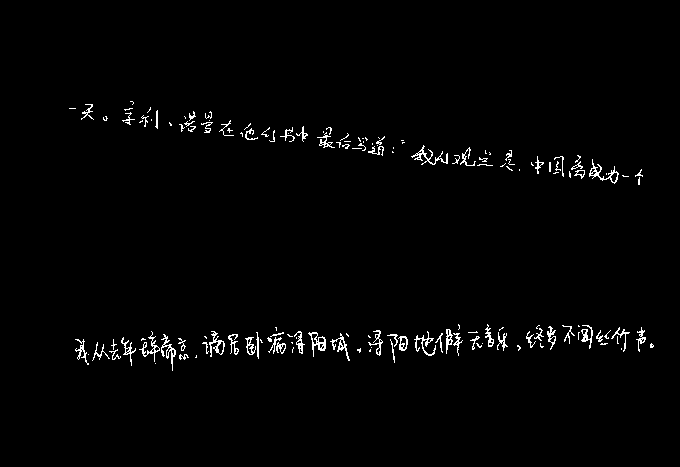 一天。亨利、诺曼在他的书中最后写道：“我的观点是，中国离成为一个
我从去年辞帝京，谪居卧病浔阳城。浔阳地僻无音乐，终岁不闻丝竹声。